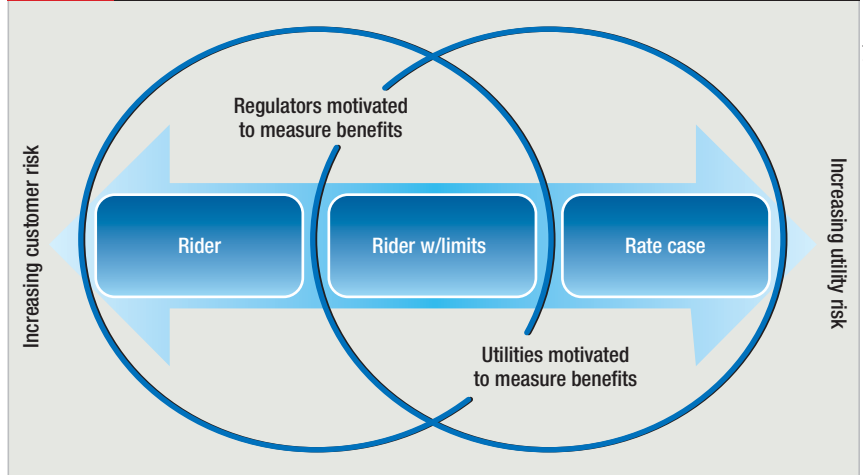 Regulators motivated
to measure benefits
Increasing customer risk
Rider
Rider w/limits
Rate case
Increasing utility risk
Utilities motivated
to measure benefits